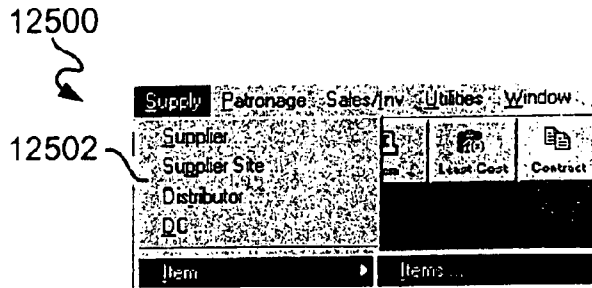 12500
Supply Patronage Sales/Inv Utilities Window
12502
Supplier
Supplier Site
Distributor
DC
Least Cost
Contract
Item
Items ...